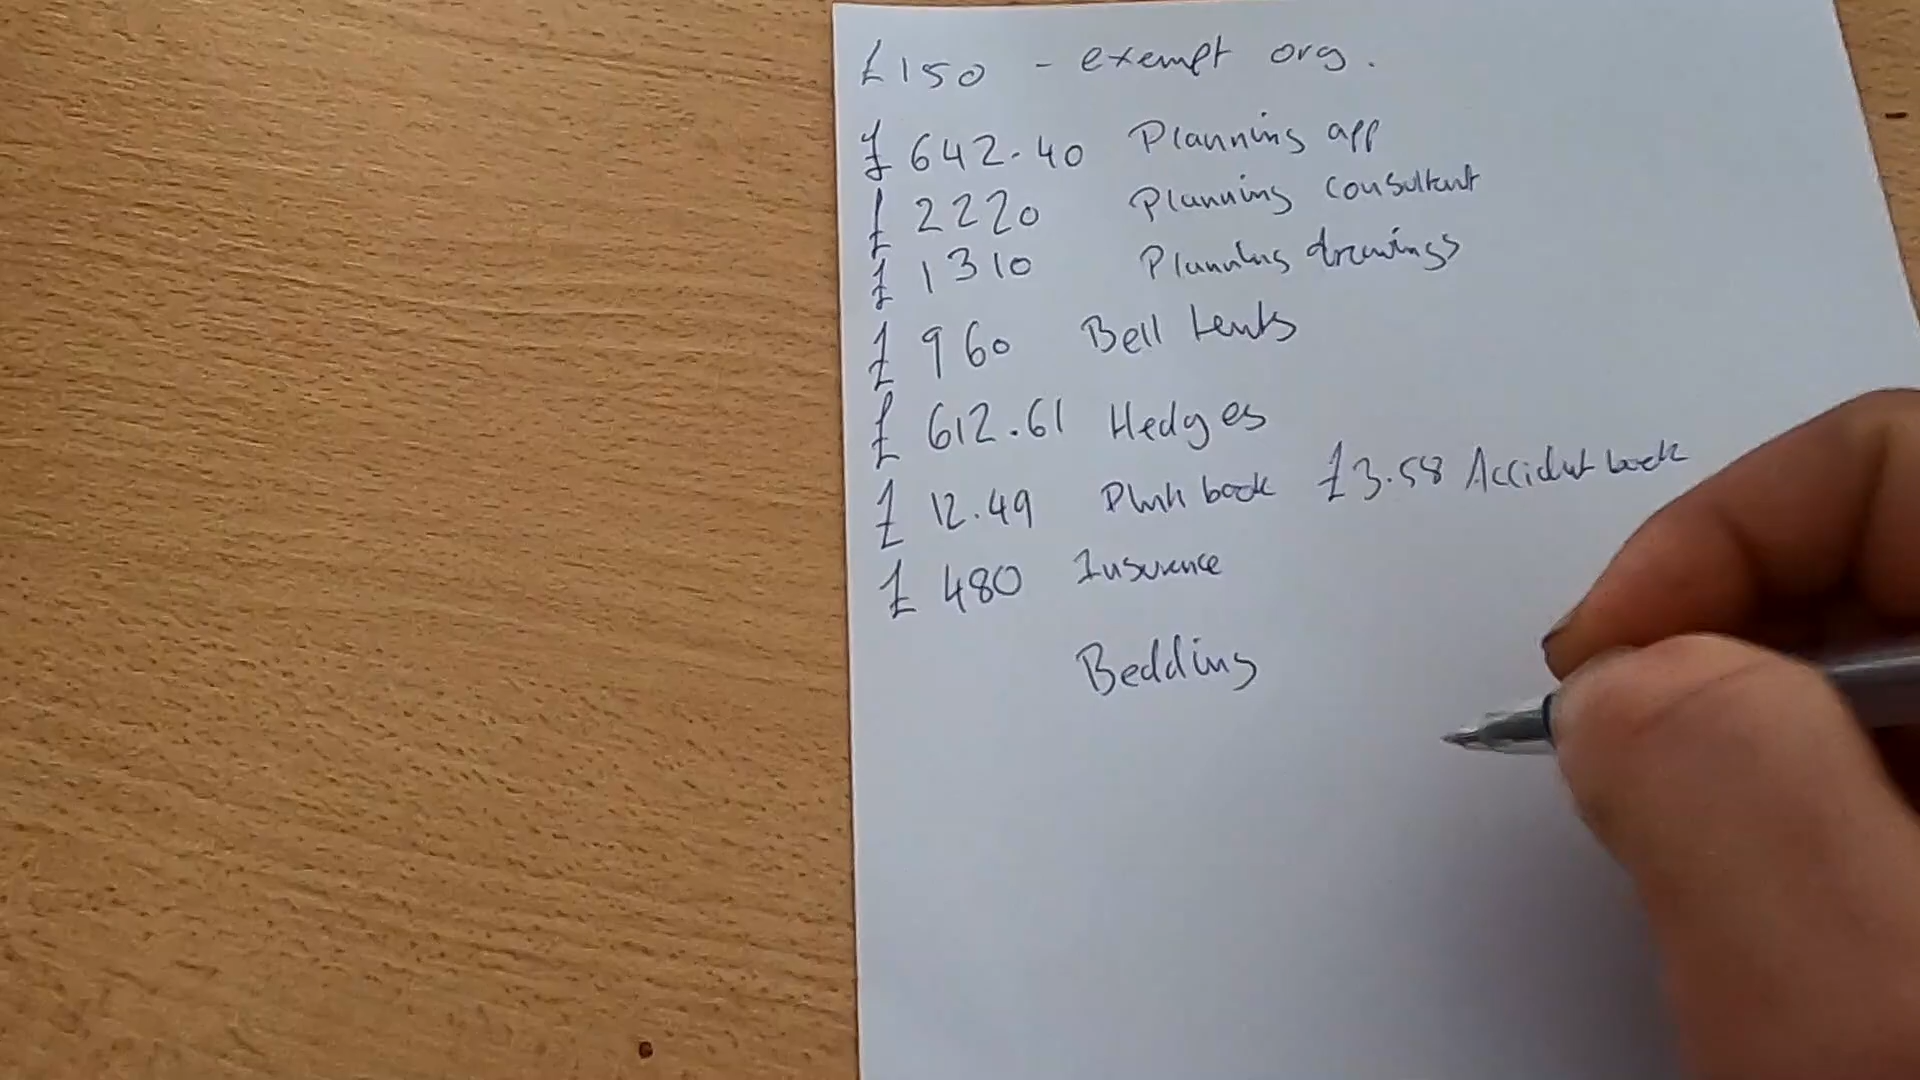 £150 - exempt org.
£642.40 Planning app
£2220 Planning consultant
£1310 Planning drawings
£960 Bell tents
£612.61 Hedges
£12.49 book £3.58 Accident book
£480 Insurance
Bedding